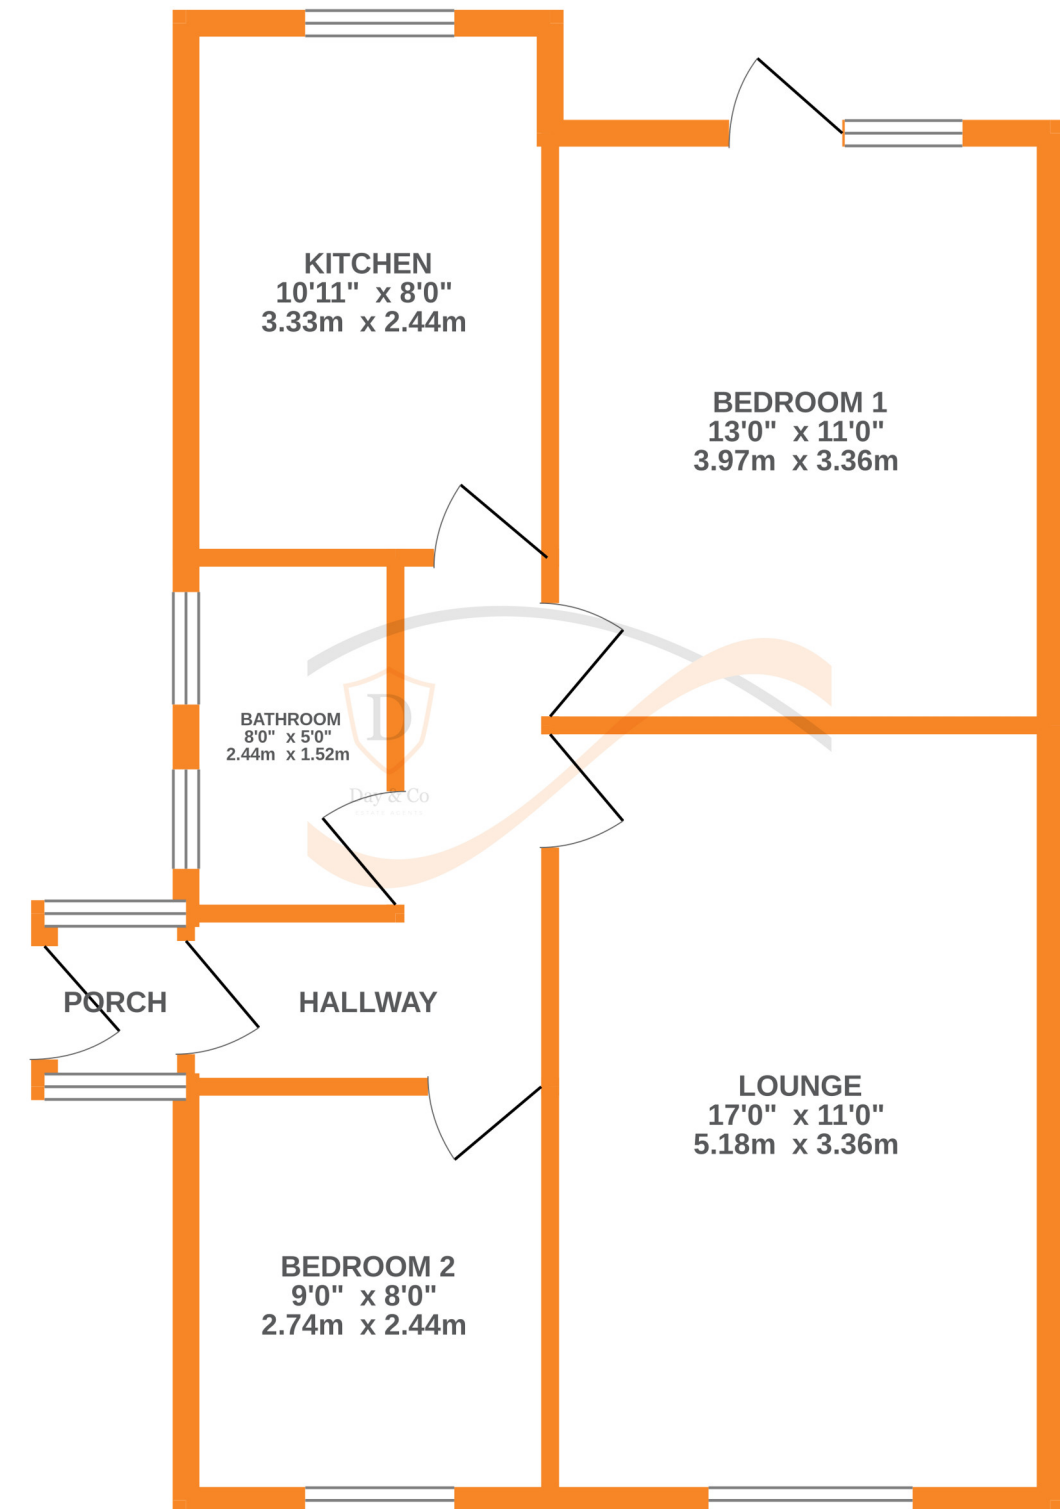 KITCHEN
10'11" x 8'0"
3.33m x 2.44m
BEDROOM 1
13'0" x 11'0"
3.97m x 3.36m
BATHROOM
8'0" x 5'0"
2.44m x 1.52m
D
Day & Co
ESTATE AGENTS
PORCH
HALLWAY
LOUNGE
17'0" x 11'0"
5.18m x 3.36m
BEDROOM 2
9'0" x 8'0"
2.74m x 2.44m